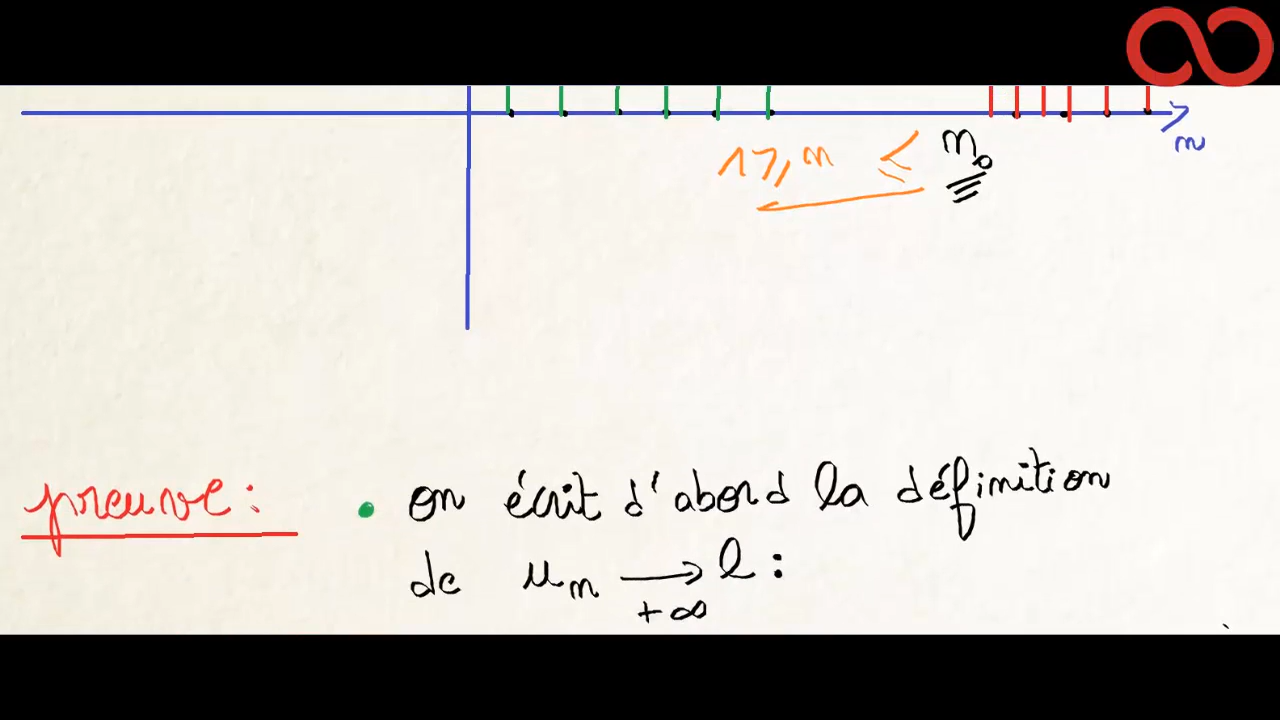 n
17, n ≤ n₀
preuve : • on écrit d'abord la définition
de uₙ ⟶ l :
+∞